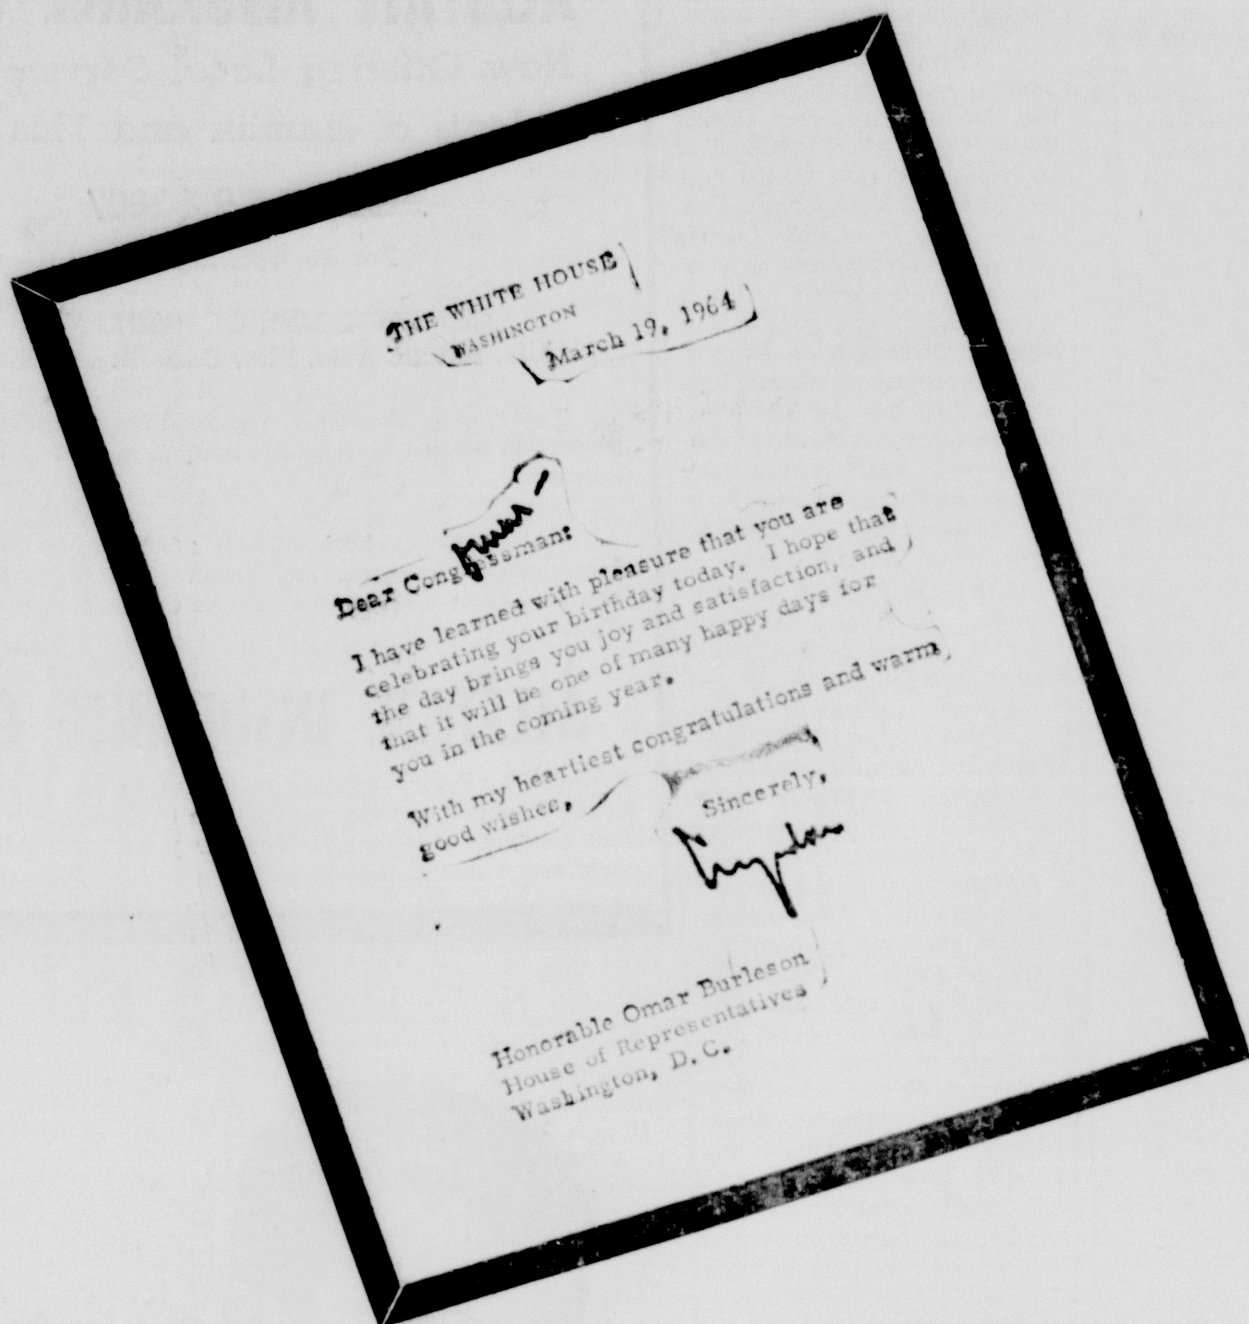 THE WHITE HOUSE
WASHINGTON
March 19, 1964
Omar –
Dear Congressman:
I have learned with pleasure that you are
celebrating your birthday today. I hope that
the day brings you joy and satisfaction, and
that it will be one of many happy days for
you in the coming year.
With my heartiest congratulations and warm
good wishes,
Sincerely,
Lyndon
Honorable Omar Burleson
House of Representatives
Washington, D. C.